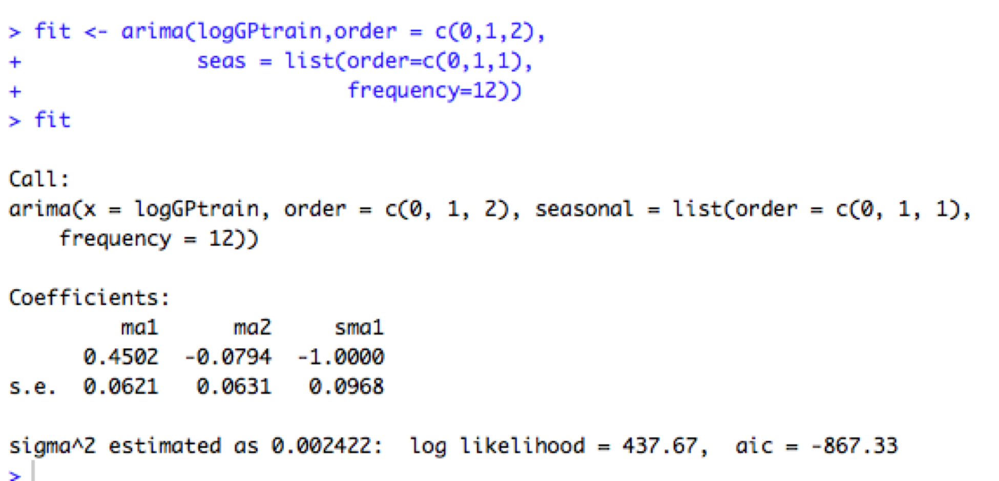 > fit <- arima(logGPtrain,order = c(0,1,2),
+              seas = list(order=c(0,1,1),
+                          frequency=12))
> fit

Call:
arima(x = logGPtrain, order = c(0, 1, 2), seasonal = list(order = c(0, 1, 1),
    frequency = 12))

Coefficients:
         ma1      ma2     sma1
      0.4502  -0.0794  -1.0000
s.e.  0.0621   0.0631   0.0968

sigma^2 estimated as 0.002422:  log likelihood = 437.67,  aic = -867.33
>